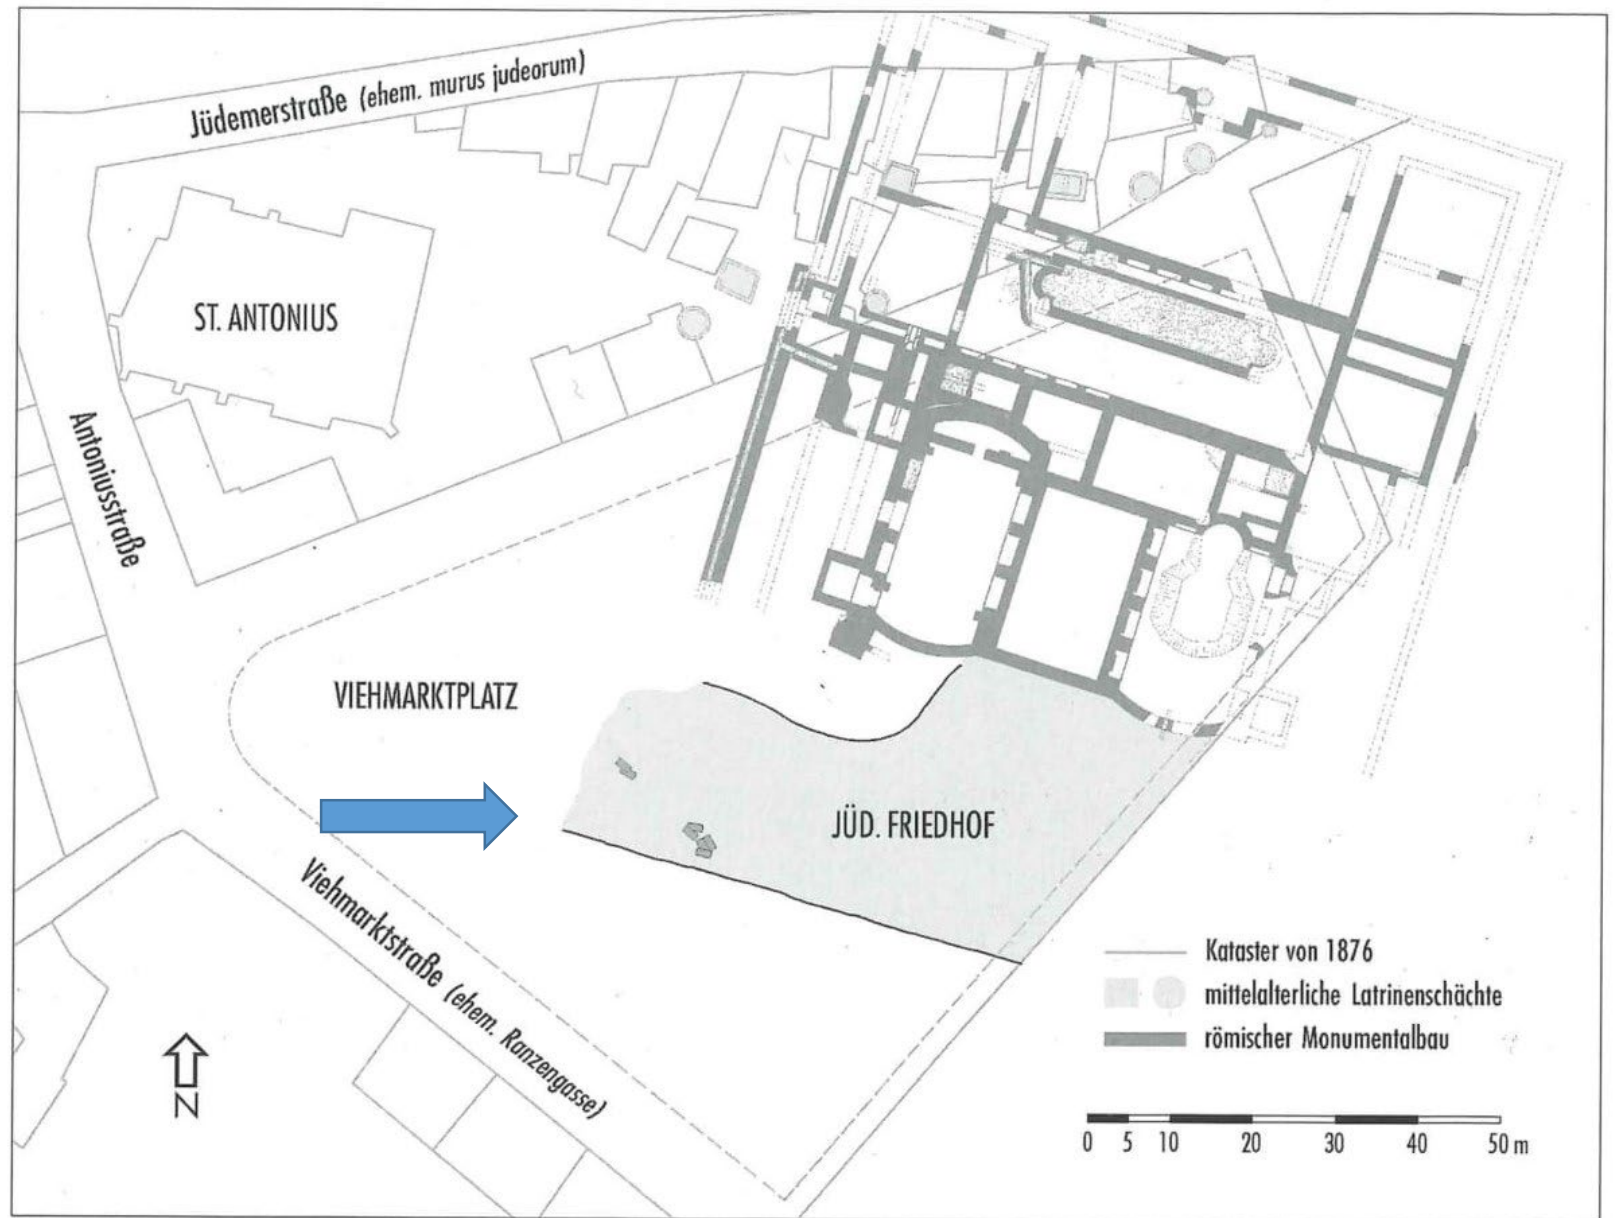 Jüdemerstraße (ehem. murus judeorum)
ST. ANTONIUS
Antoniusstraße
VIEHMARKTPLATZ
JÜD. FRIEDHOF
Viehmarktstraße (ehem. Ranzengasse)
N
Kataster von 1876
mittelalterliche Latrinenschächte
römischer Monumentalbau
0 5 10 20 30 40 50 m